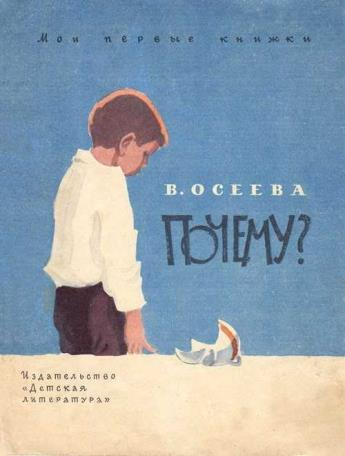 Мои первые книжки
В. ОСЕЕВА
ПОЧЕМУ?
Издательство
«Детская
литература»